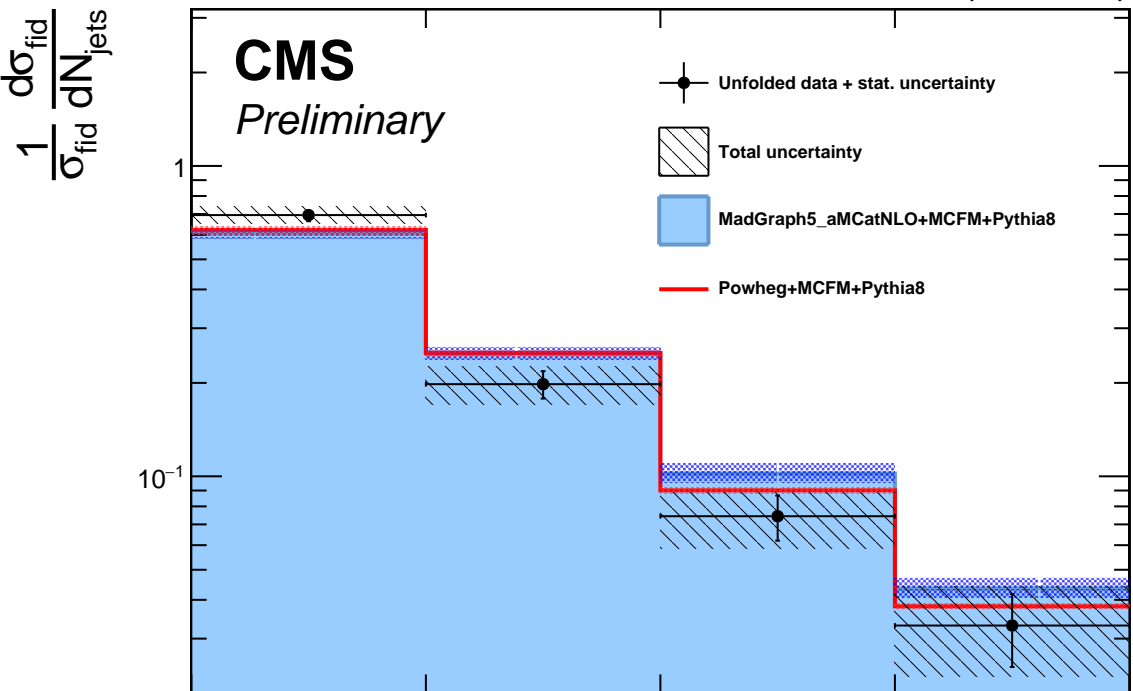 CMS
Preliminary
1/σfid dσfid/dNjets
Unfolded data + stat. uncertainty
Total uncertainty
MadGraph5_aMCatNLO+MCFM+Pythia8
Powheg+MCFM+Pythia8
1
10⁻¹